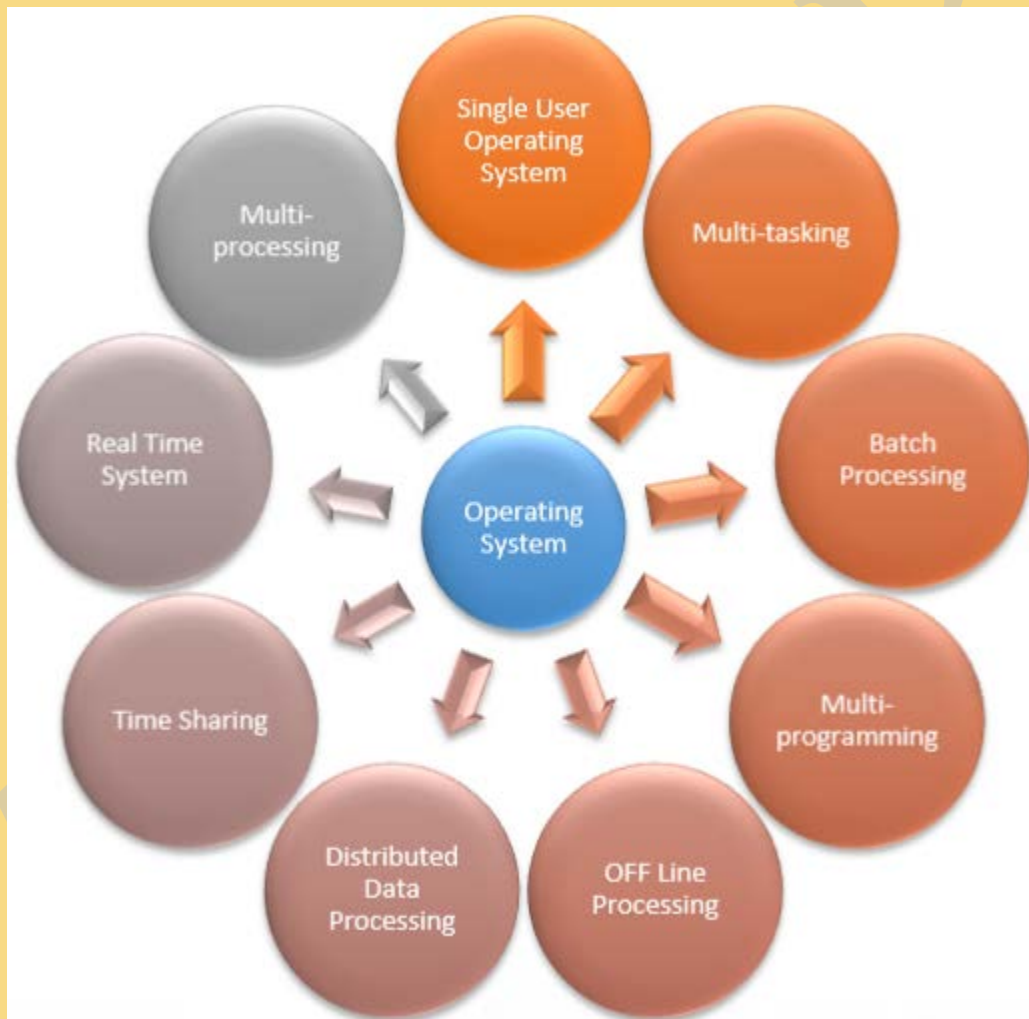 Single User
Operating
System
Multi-tasking
Batch
Processing
Multi-
programming
OFF Line
Processing
Distributed
Data
Processing
Time Sharing
Real Time
System
Multi-
processing
Operating
System